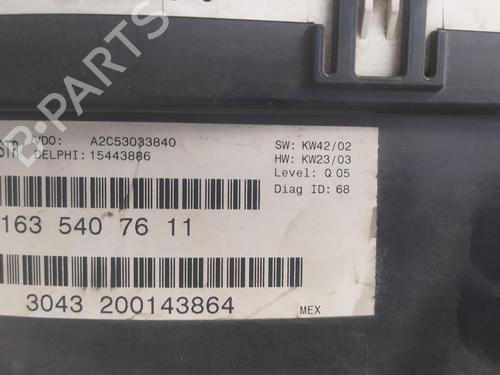 B-PARTS
VDO: A2C53033840
DELPHI: 15443886
SW: KW42/02
HW: KW23/03
Level: Q 05
Diag ID: 68
163 540 76 11
3043 200143864
MEX